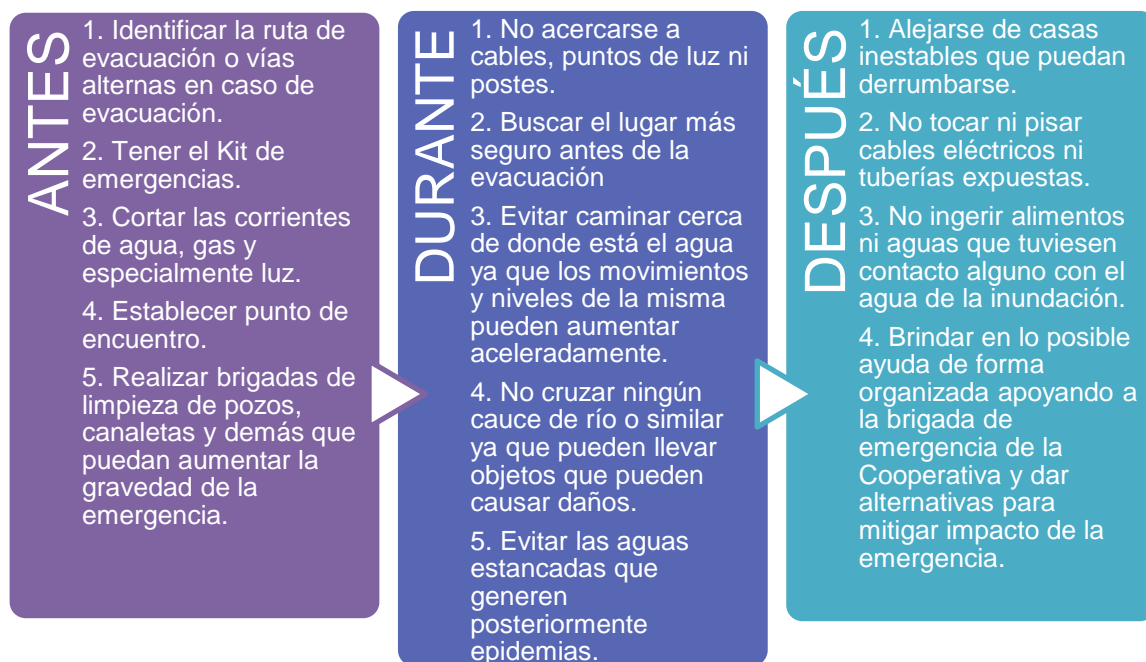 ANTES
1. Identificar la ruta de
evacuación o vías
alternas en caso de
evacuación.
2. Tener el Kit de
emergencias.
3. Cortar las corrientes
de agua, gas y
especialmente luz.
4. Establecer punto de
encuentro.
5. Realizar brigadas de
limpieza de pozos,
canaletas y demás que
puedan aumentar la
gravedad de la
emergencia.
DURANTE
1. No acercarse a
cables, puntos de luz ni
postes.
2. Buscar el lugar más
seguro antes de la
evacuación
3. Evitar caminar cerca
de donde está el agua
ya que los movimientos
y niveles de la misma
pueden aumentar
aceleradamente.
4. No cruzar ningún
cauce de río o similar
ya que pueden llevar
objetos que pueden
causar daños.
5. Evitar las aguas
estancadas que
generen
posteriormente
epidemias.
DESPUÉS
1. Alejarse de casas
inestables que puedan
derrumbarse.
2. No tocar ni pisar
cables eléctricos ni
tuberías expuestas.
3. No ingerir alimentos
ni aguas que tuviesen
contacto alguno con el
agua de la inundación.
4. Brindar en lo posible
ayuda de forma
organizada apoyando a
la brigada de
emergencia de la
Cooperativa y dar
alternativas para
mitigar impacto de la
emergencia.